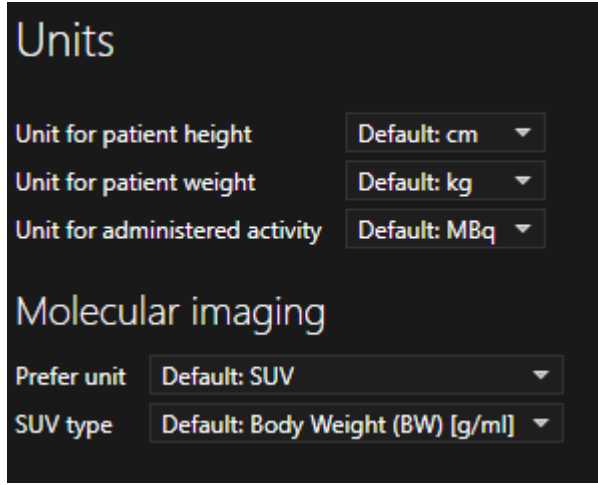 Units
Unit for patient height Default: cm
Unit for patient weight Default: kg
Unit for administered activity Default: MBq
Molecular imaging
Prefer unit Default: SUV
SUV type Default: Body Weight (BW) [g/ml]